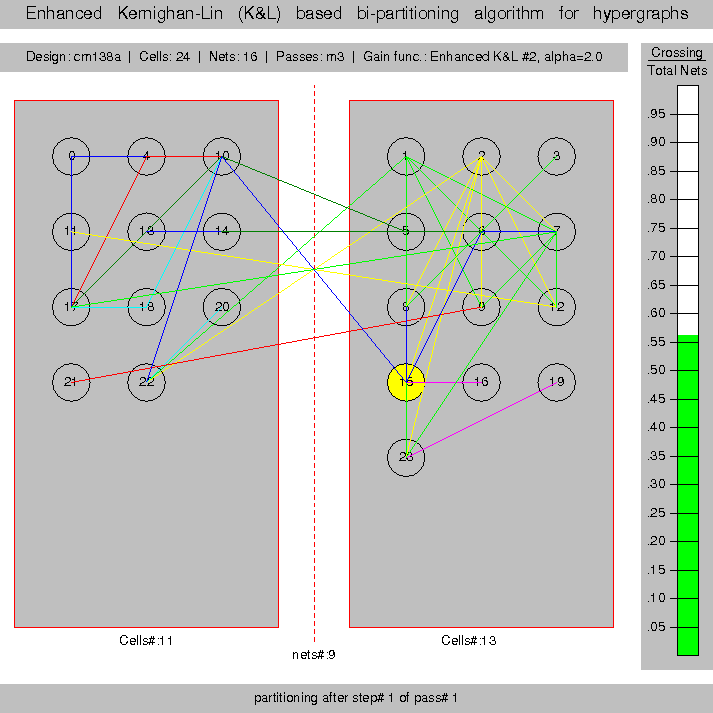 Enhanced Kernighan-Lin (K&L) based bi-partitioning algorithm for hypergraphs
Design: cm138a | Cells: 24 | Nets: 16 | Passes: m3 | Gain func.: Enhanced K&L #2, alpha=2.0
Crossing
Total Nets
.95
.90
.85
.80
.75
.70
.65
.60
.55
.50
.45
.40
.35
.30
.25
.20
.15
.10
.05
0 4 10 1 2 3
11 13 14 5 6 7
17 18 20 8 9 12
21 22 15 16 19
23
Cells#:11 Cells#:13
nets#:9
partitioning after step# 1 of pass# 1